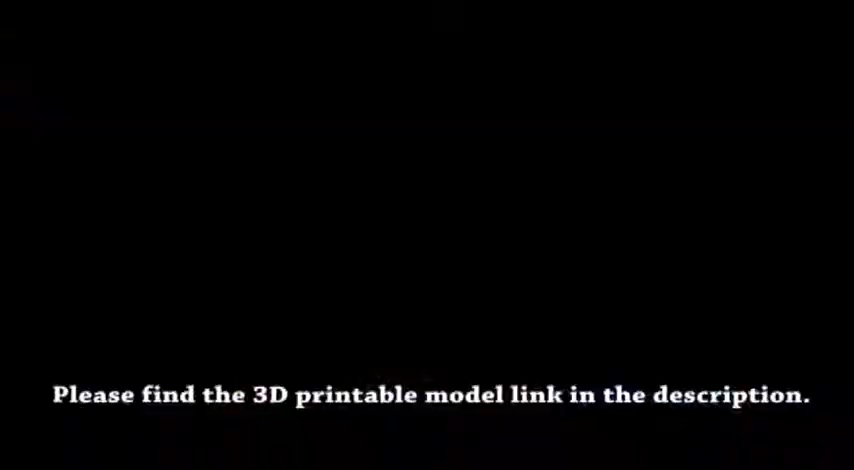 Please find the 3D printable model link in the description.